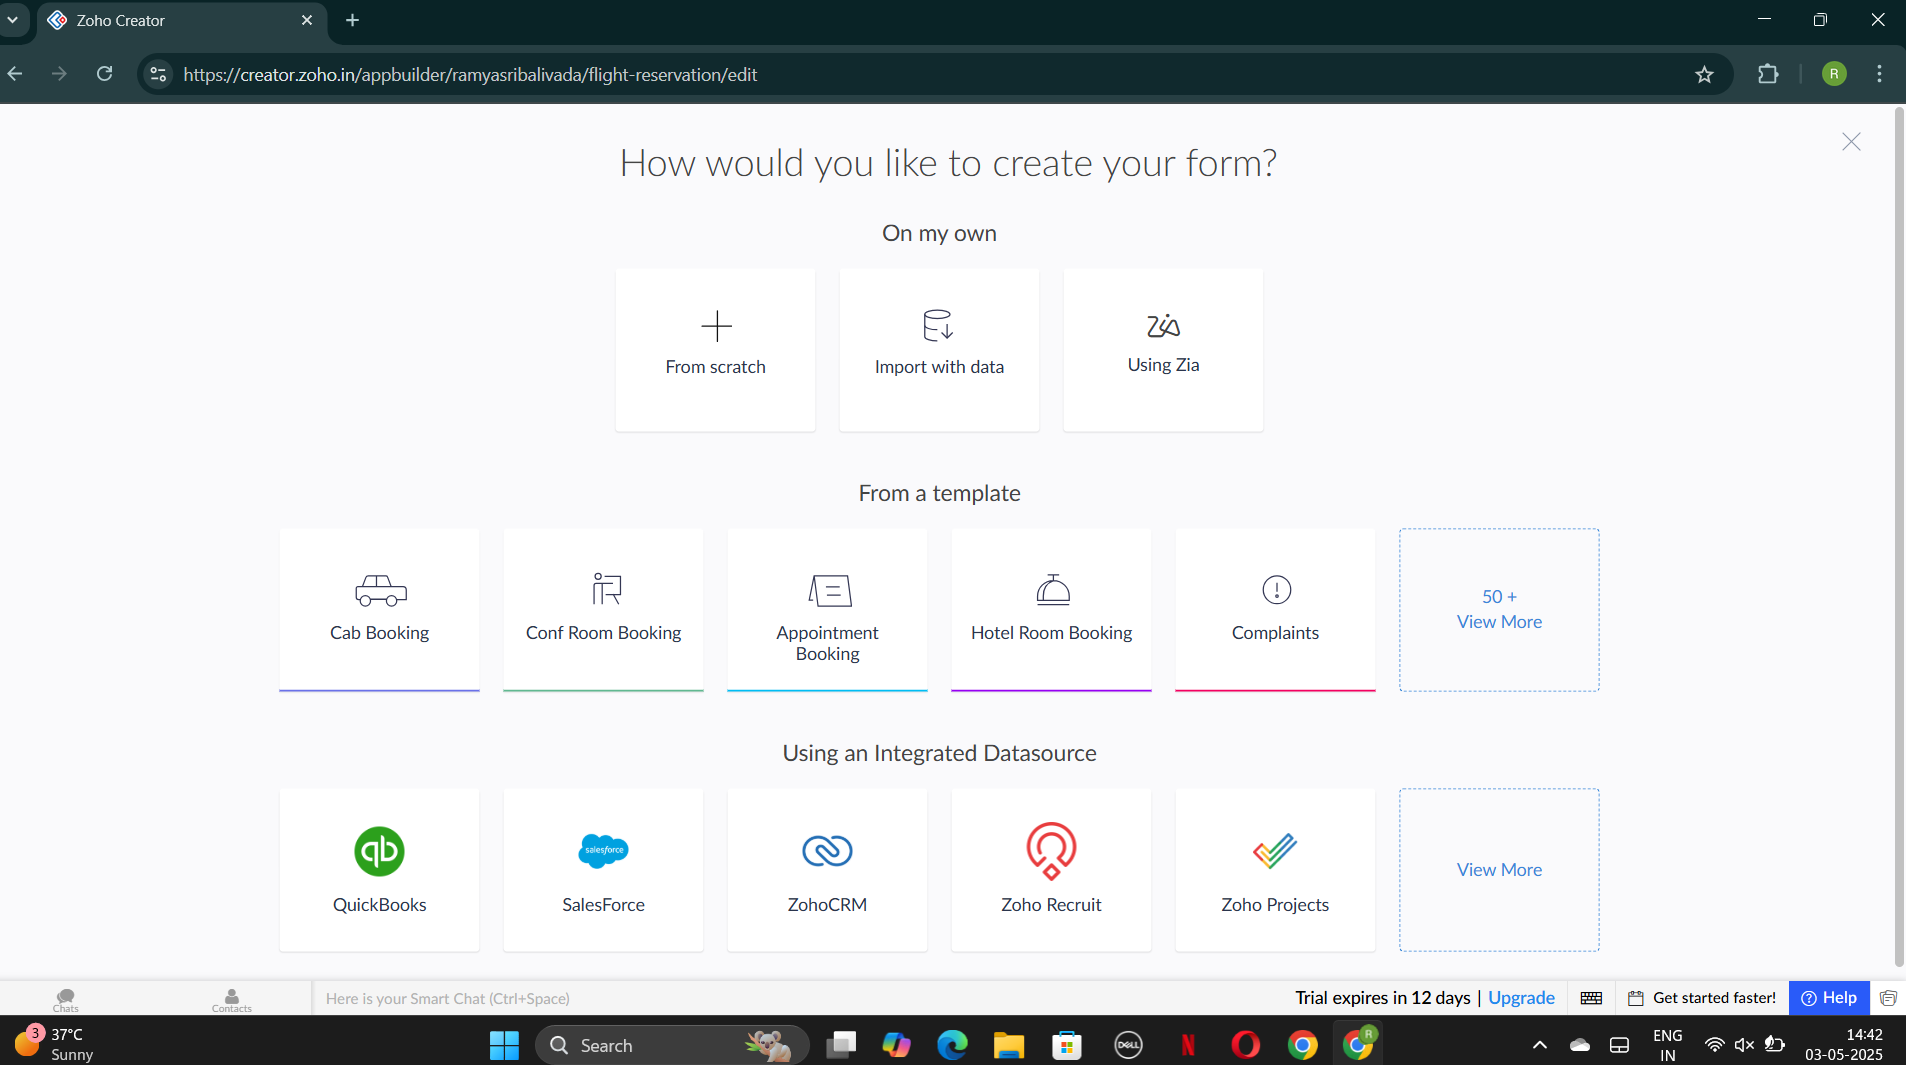 Zoho Creator
https://creator.zoho.in/appbuilder/ramyasribalivada/flight-reservation/edit
R
How would you like to create your form?
On my own
From scratch
Import with data
Using Zia
From a template
Cab Booking
Conf Room Booking
Appointment
Booking
Hotel Room Booking
Complaints
50 +
View More
Using an Integrated Datasource
qb
QuickBooks
salesforce
SalesForce
ZohoCRM
Zoho Recruit
Zoho Projects
View More
Chats
Contacts
Here is your Smart Chat (Ctrl+Space)
Trial expires in 12 days | Upgrade
Get started faster!
Help
3
37°C
Sunny
Search
DELL
N
R
ENG
IN
14:42
03-05-2025